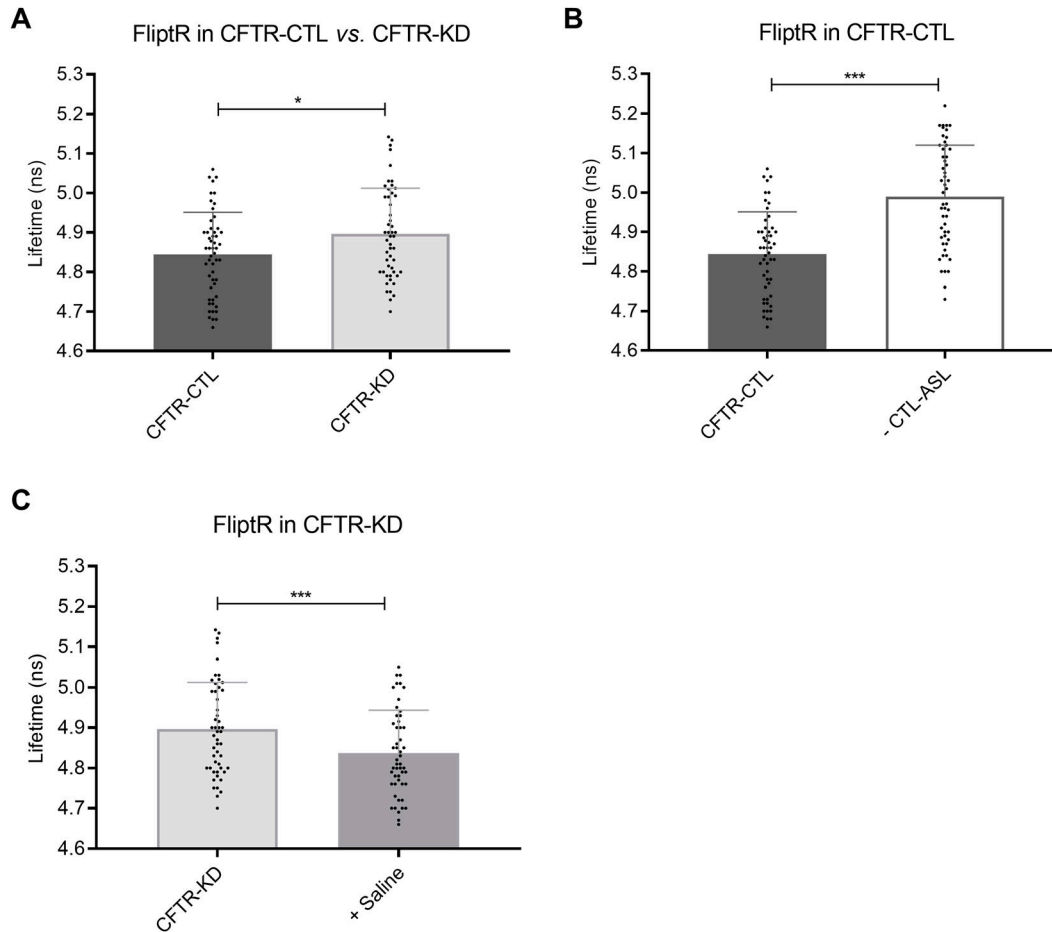 A
FliptR in CFTR-CTL vs. CFTR-KD
5.3
5.2
5.1
5.0
4.9
4.8
4.7
4.6
Lifetime (ns)
*
CFTR-CTL
CFTR-KD
B
FliptR in CFTR-CTL
5.3
5.2
5.1
5.0
4.9
4.8
4.7
4.6
Lifetime (ns)
***
CFTR-CTL
- CTL-ASL
C
FliptR in CFTR-KD
5.3
5.2
5.1
5.0
4.9
4.8
4.7
4.6
Lifetime (ns)
***
CFTR-KD
+ Saline